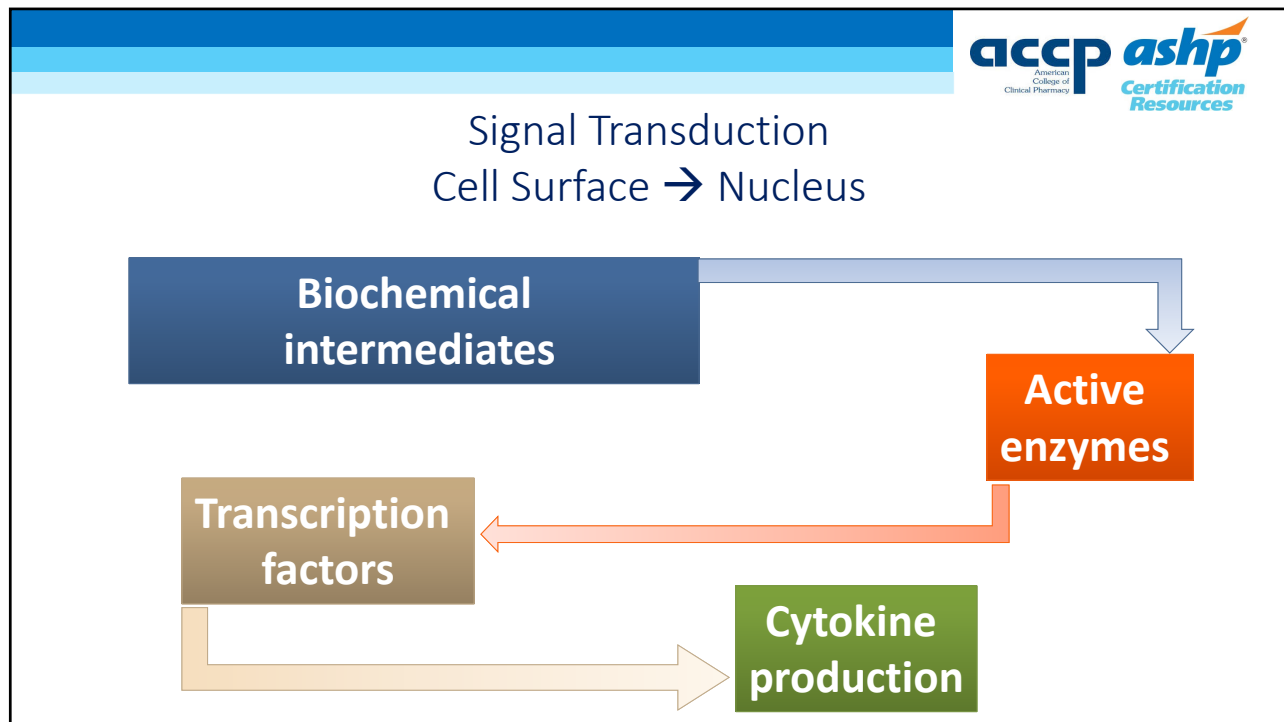 accp
American
College of
Clinical Pharmacy
ashp®
Certification
Resources
Signal Transduction
Cell Surface → Nucleus
Biochemical
intermediates
Active
enzymes
Transcription
factors
Cytokine
production